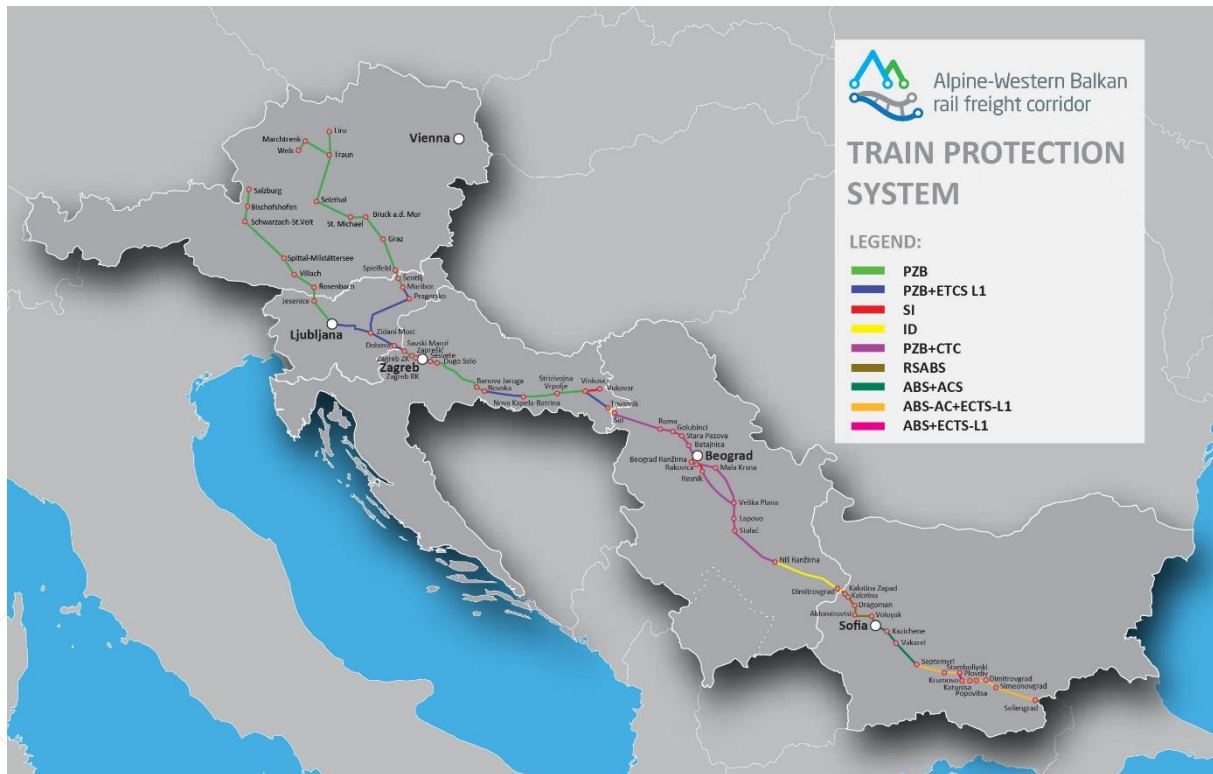 Alpine-Western Balkan
rail freight corridor
TRAIN PROTECTION
SYSTEM
LEGEND:
PZB
PZB+ETCS L1
SI
ID
PZB+CTC
RSABS
ABS+ACS
ABS-AC+ECTS-L1
ABS+ECTS-L1
Linz
Marchtrenk
Wels
Traun
Vienna
Salzburg
Bischofshofen
Schwarzach-St.Veit
Selzthal
St. Michael
Bruck a.d. Mur
Graz
Spittal-Milstättersee
Villach
Rosenbach
Jesenice
Spielfeld
Šentilj
Maribor
Pragersko
Ljubljana
Zidani Most
Dobova
Savski Marof
Zaprešić
Sesvete
Zagreb ZK
Zagreb
Zagreb RK
Dugo Selo
Banova Jaruga
Novska
Nova Kapela-Batrina
Strizivojna
Vrpolje
Vinkovci
Vukovar
Tovarnik
Šid
Ruma
Golubinci
Stara Pazova
Batajnica
Beograd
Beograd Ranžirna
Rakovica
Resnik
Mala Krsna
Velika Plana
Lapovo
Stalać
Niš Ranžirna
Dimitrovgrad
Kalotina Zapad
Kalotina
Dragoman
Aldomirovtsi
Voluyak
Sofia
Kazichene
Vakarel
Septemvri
Stamboliyski
Plovdiv
Krumovo
Katunitsa
Popovitsa
Dimitrovgrad
Simeonovgrad
Svilengrad